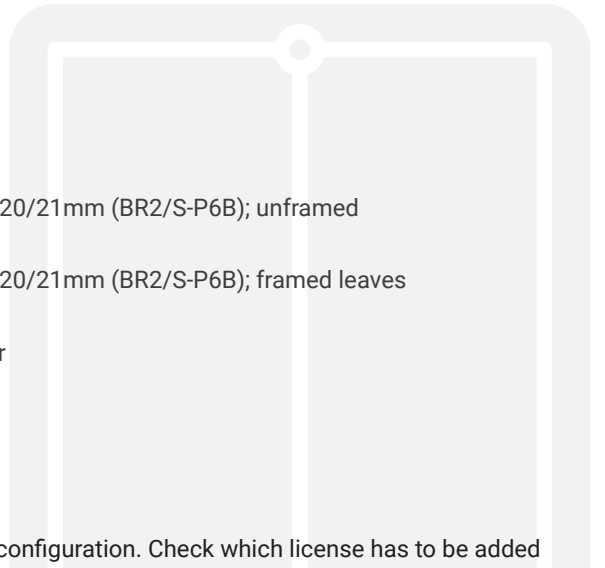 20/21mm (BR2/S-P6B); unframed
20/21mm (BR2/S-P6B); framed leaves
r
configuration. Check which license has to be added